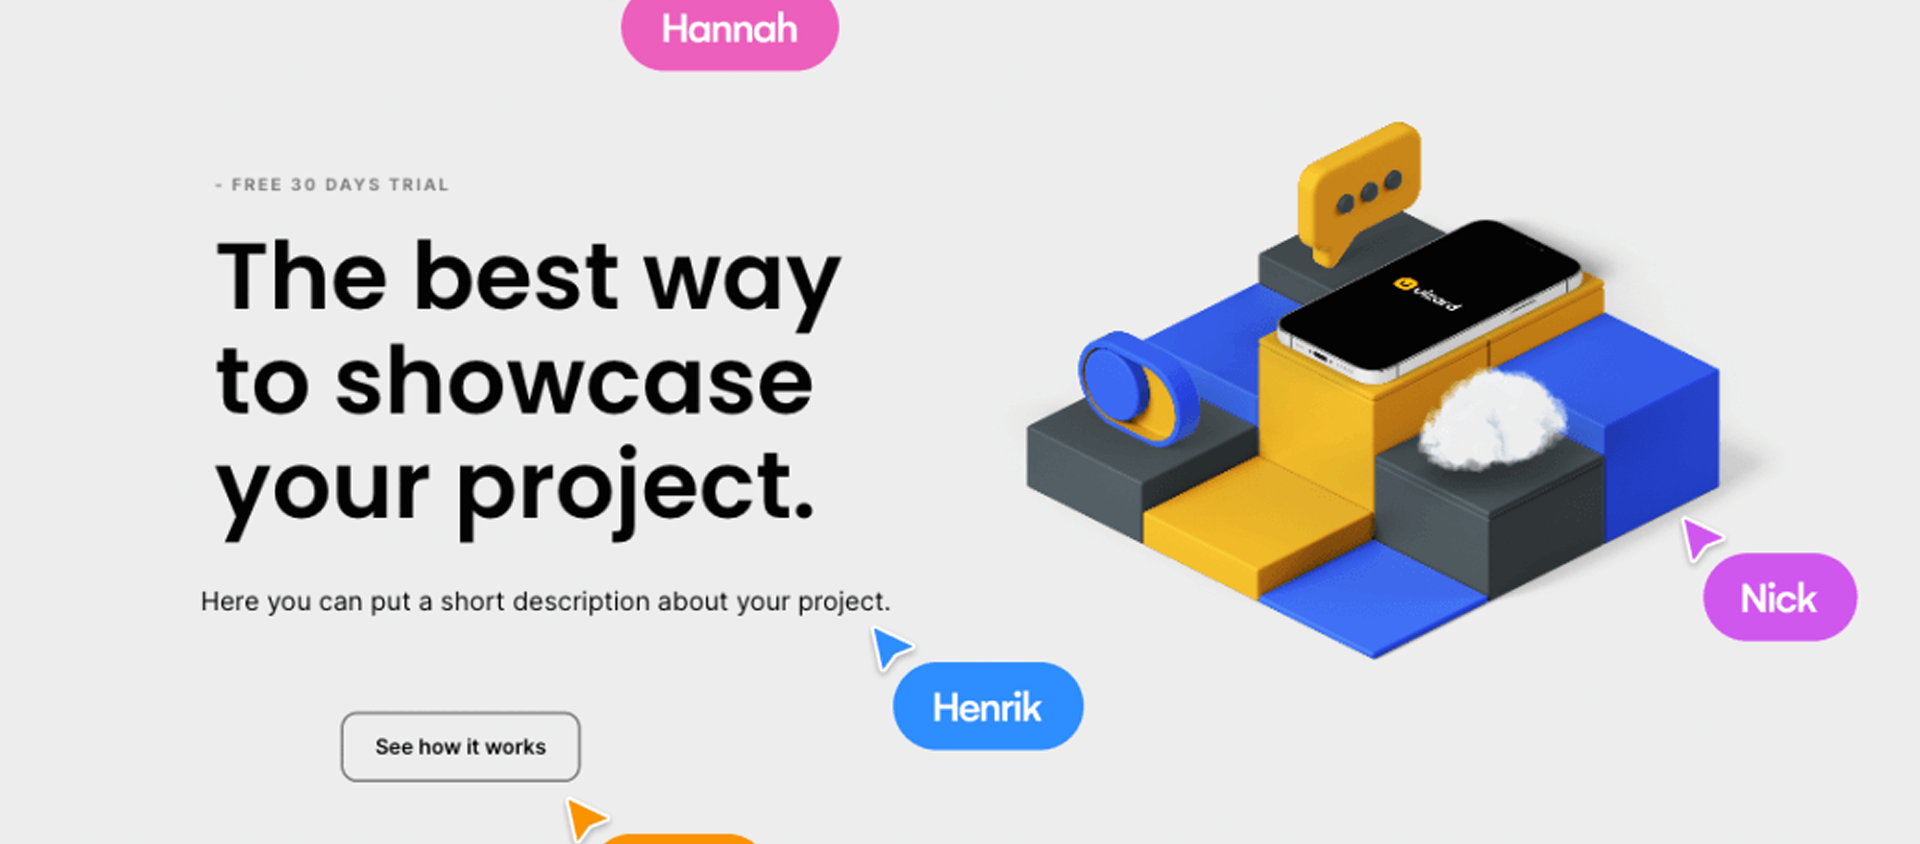 Hannah
- FREE 30 DAYS TRIAL
The best way
to showcase
your project.
uizard
Here you can put a short description about your project.
Nick
Henrik
See how it works